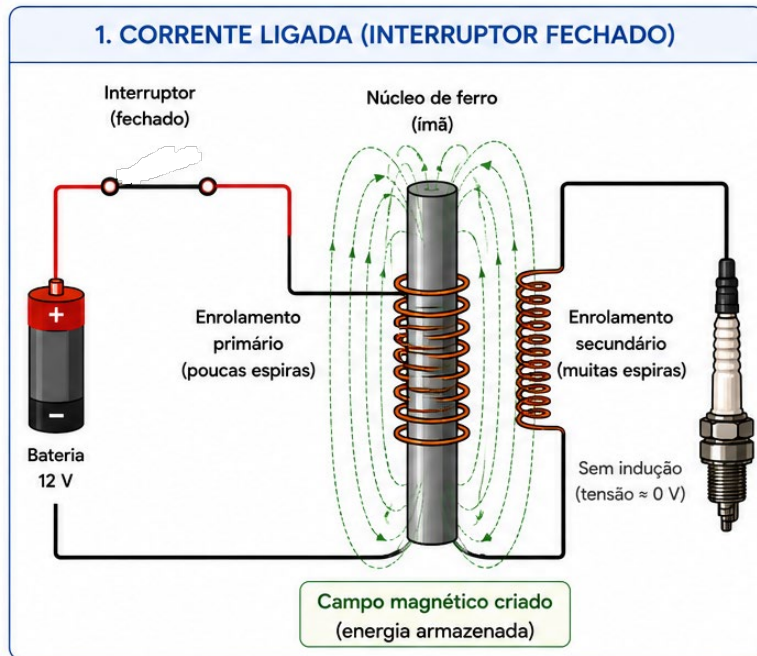 1. CORRENTE LIGADA (INTERRUPTOR FECHADO)
Interruptor
(fechado)
Núcleo de ferro
(ímã)
+
−
Enrolamento
primário
(poucas espiras)
Enrolamento
secundário
(muitas espiras)
Bateria
12 V
Sem indução
(tensão ≈ 0 V)
Campo magnético criado
(energia armazenada)